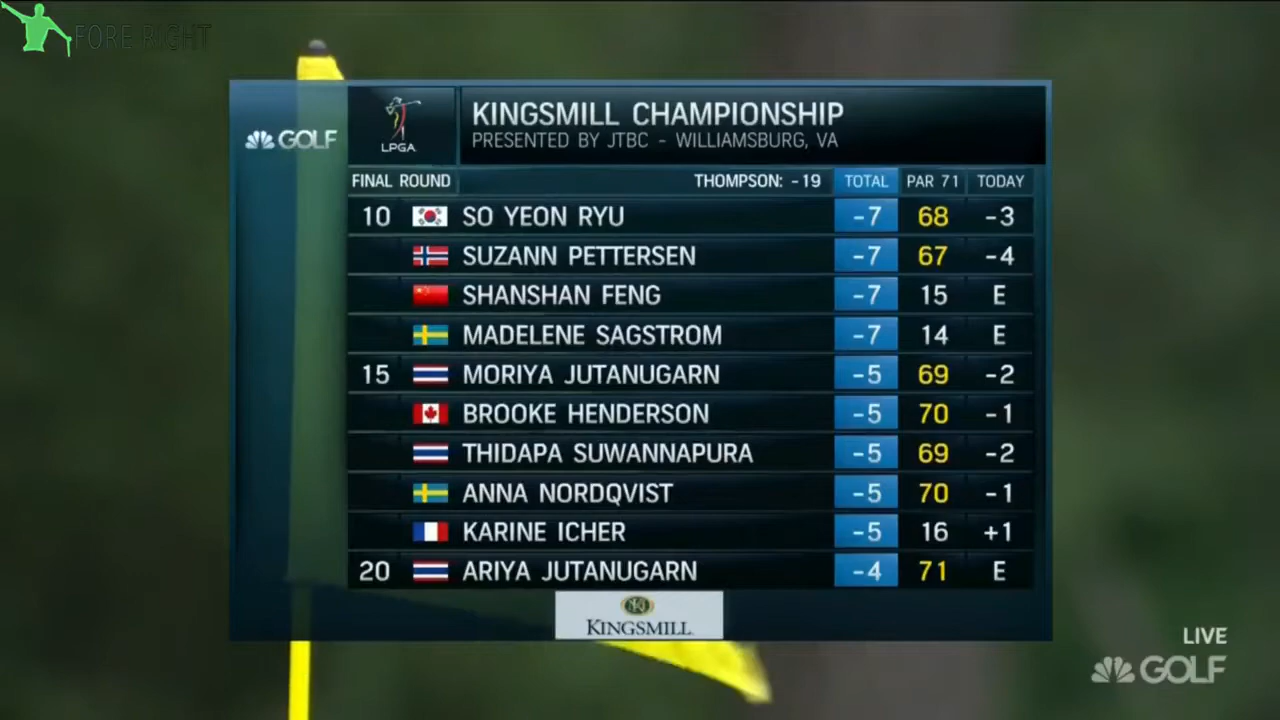 FORE RIGHT
GOLF
LPGA
KINGSMILL CHAMPIONSHIP
PRESENTED BY JTBC - WILLIAMSBURG, VA
FINAL ROUND THOMPSON: -19 TOTAL PAR 71 TODAY
10 SO YEON RYU -7 68 -3
SUZANN PETTERSEN -7 67 -4
SHANSHAN FENG -7 15 E
MADELENE SAGSTROM -7 14 E
15 MORIYA JUTANUGARN -5 69 -2
BROOKE HENDERSON -5 70 -1
THIDAPA SUWANNAPURA -5 69 -2
ANNA NORDQVIST -5 70 -1
KARINE ICHER -5 16 +1
20 ARIYA JUTANUGARN -4 71 E
KINGSMILL
LIVE
GOLF